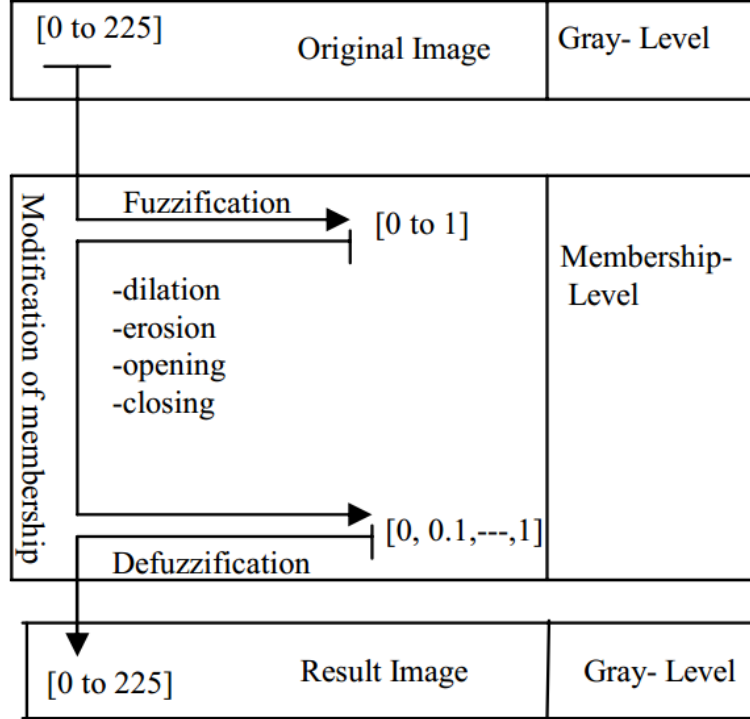 [0 to 225]
Original Image
Gray- Level
Modification of membership
Fuzzification
[0 to 1]
-dilation
-erosion
-opening
-closing
Membership-
Level
[0, 0.1,---,1]
Defuzzification
[0 to 225]
Result Image
Gray- Level